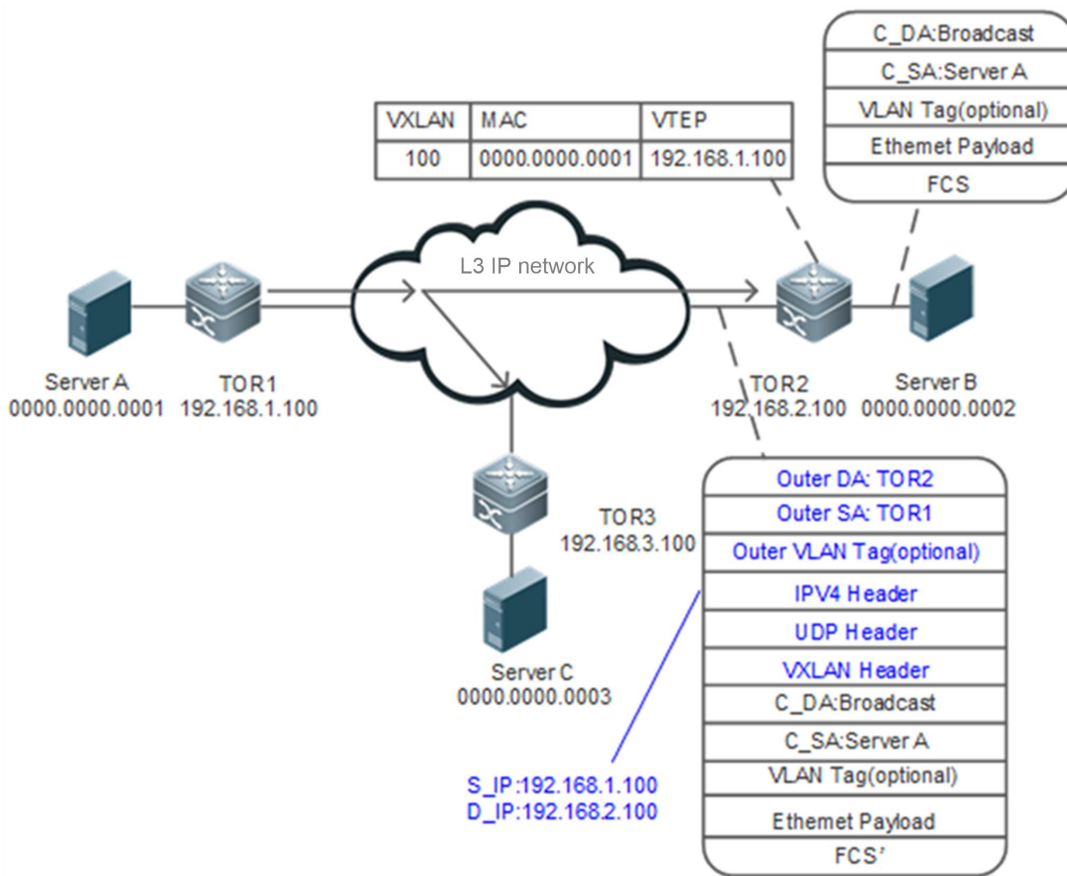 C_DA:Broadcast
C_SA:Server A
VLAN Tag(optional)
Ethemet Payload
FCS
VXLAN MAC VTEP
100 0000.0000.0001 192.168.1.100
L3 IP network
Server A
0000.0000.0001
TOR1
192.168.1.100
TOR2
192.168.2.100
Server B
0000.0000.0002
TOR3
192.168.3.100
Server C
0000.0000.0003
Outer DA: TOR2
Outer SA: TOR1
Outer VLAN Tag(optional)
IPV4 Header
UDP Header
VXLAN Header
C_DA:Broadcast
C_SA:Server A
VLAN Tag(optional)
Ethemet Payload
FCS'
S_IP:192.168.1.100
D_IP:192.168.2.100